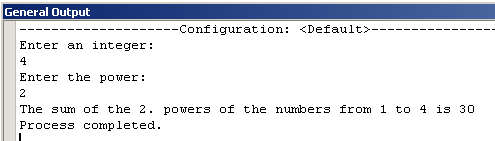 General Output
--------------------Configuration: <Default>--------------------
Enter an integer:
4
Enter the power:
2
The sum of the 2. powers of the numbers from 1 to 4 is 30
Process completed.